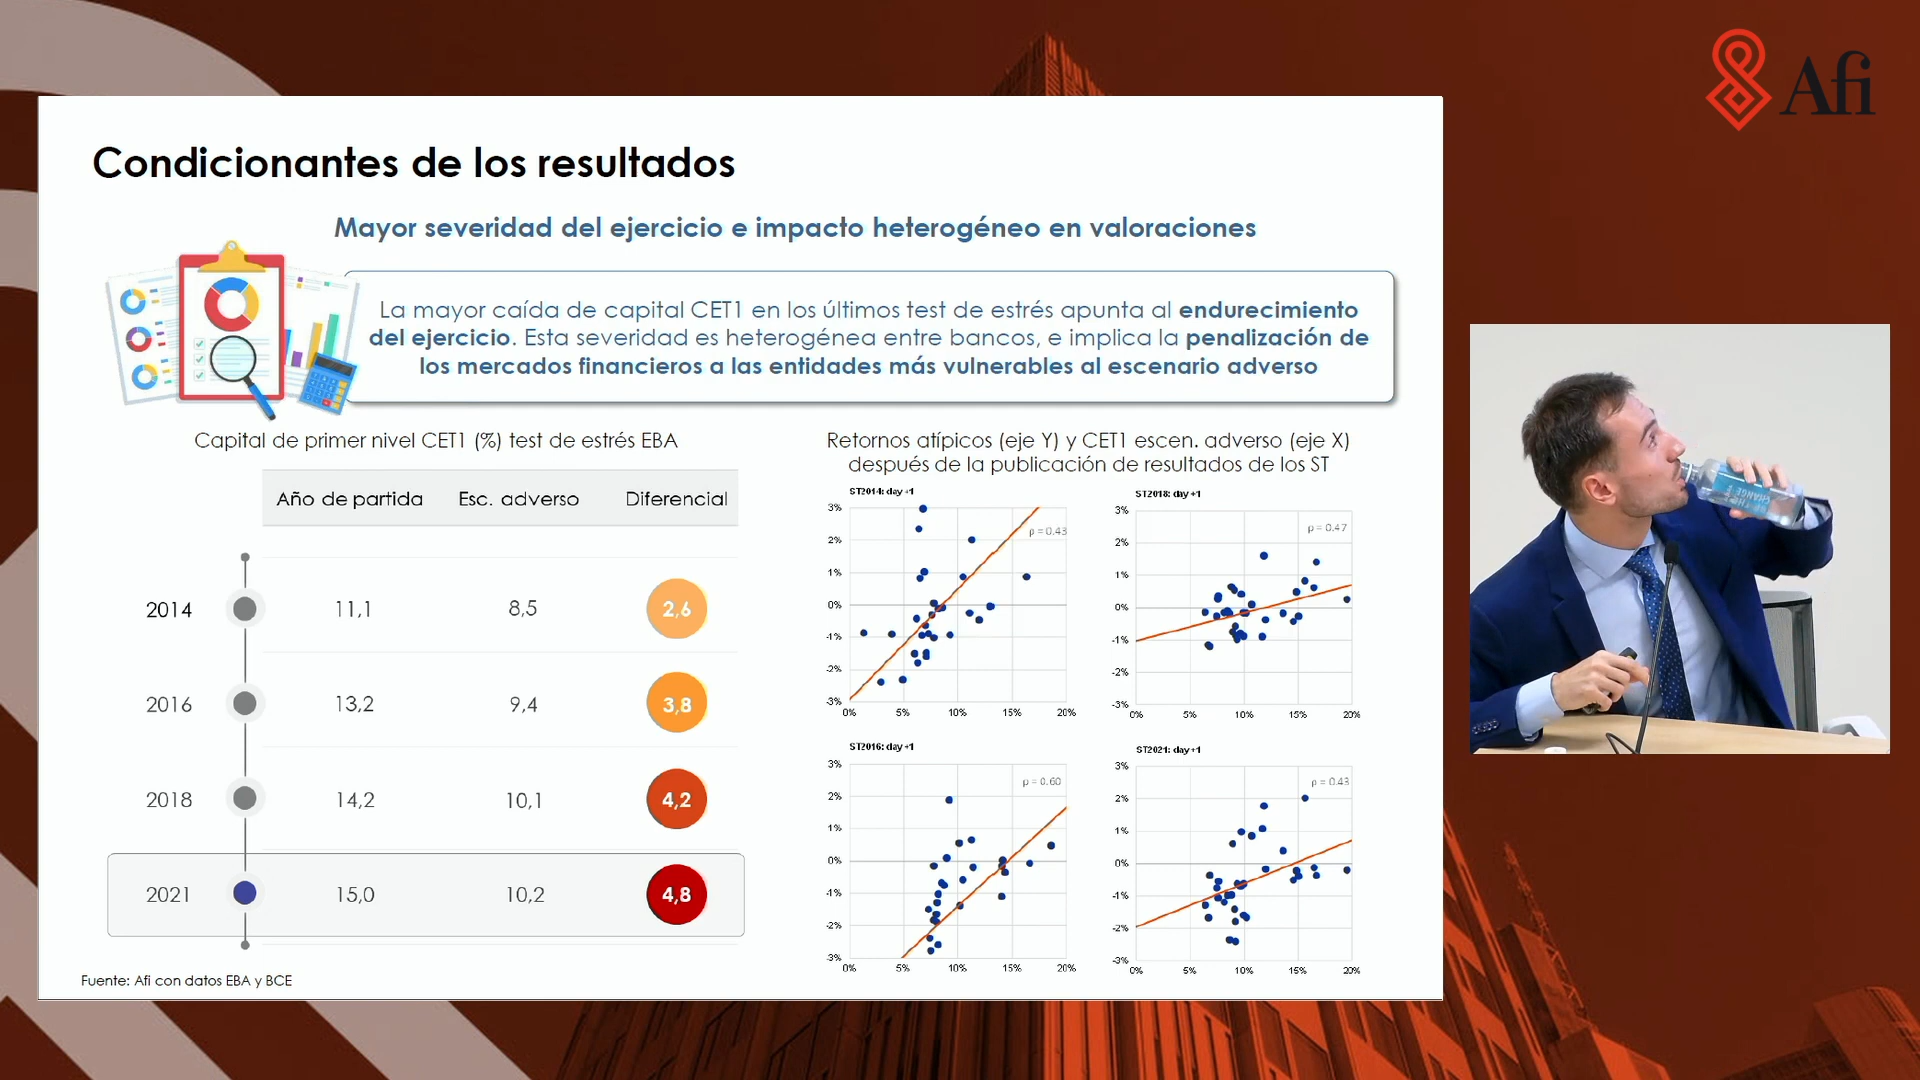 Afi
Condicionantes de los resultados
Mayor severidad del ejercicio e impacto heterogéneo en valoraciones
La mayor caída de capital CET1 en los últimos test de estrés apunta al endurecimiento
del ejercicio. Esta severidad es heterogénea entre bancos, e implica la penalización de
los mercados financieros a las entidades más vulnerables al escenario adverso
Capital de primer nivel CET1 (%) test de estrés EBA
Año de partida Esc. adverso Diferencial
2014 11,1 8,5 2,6
2016 13,2 9,4 3,8
2018 14,2 10,1 4,2
2021 15,0 10,2 4,8
Fuente: Afi con datos EBA y BCE
Retornos atípicos (eje Y) y CET1 escen. adverso (eje X)
después de la publicación de resultados de los ST
ST2014: day +1
3%
2%
1%
0%
-1%
-2%
-3%
0% 5% 10% 15% 20%
ρ = 0.43
ST2018: day +1
3%
2%
1%
0%
-1%
-2%
-3%
0% 5% 10% 15% 20%
ρ = 0.47
ST2016: day +1
3%
2%
1%
0%
-1%
-2%
-3%
0% 5% 10% 15% 20%
ρ = 0.60
ST2021: day +1
3%
2%
1%
0%
-1%
-2%
-3%
0% 5% 10% 15% 20%
ρ = 0.43
CHANGE